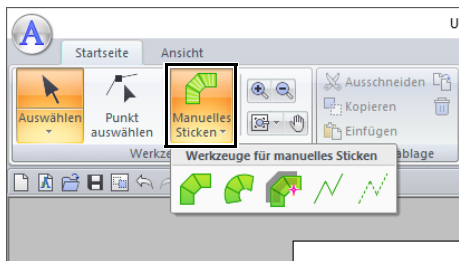 U
A
Startseite Ansicht
Auswählen
Punkt auswählen
Manuelles Sticken
Ausschneiden
Kopieren
Einfügen
Werkze
ablage
Werkzeuge für manuelles Sticken